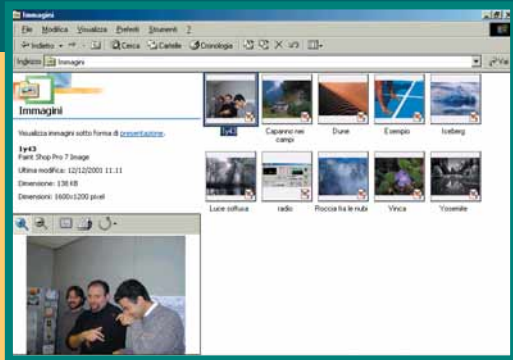 Immagini
File Modifica Visualizza Preferiti Strumenti ?
Indietro Cerca Cartelle Cronologia
Indirizzo Immagini Vai
Immagini
Visualizza immagini sotto forma di presentazione.
1y43
Paint Shop Pro 7 Image
Ultima modifica: 12/12/2001 11.11
Dimensione: 138 KB
Dimensioni: 1600x1200 pixel
1y43 Capanno nei campi Dune Esempio Iceberg
Luce soffusa radio Roccia fra le nubi Vinca Yosemite